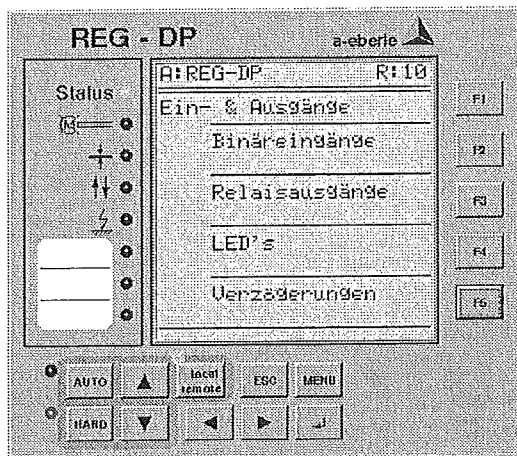 REG - DP
a-eberle
Status
M
A:REG-DP R:10
Ein- & Ausgänge
Binäreingänge
Relaisausgänge
LED's
Verzögerungen
F1
F2
F3
F4
F5
AUTO
local
remote
ESC
MENU
HAND